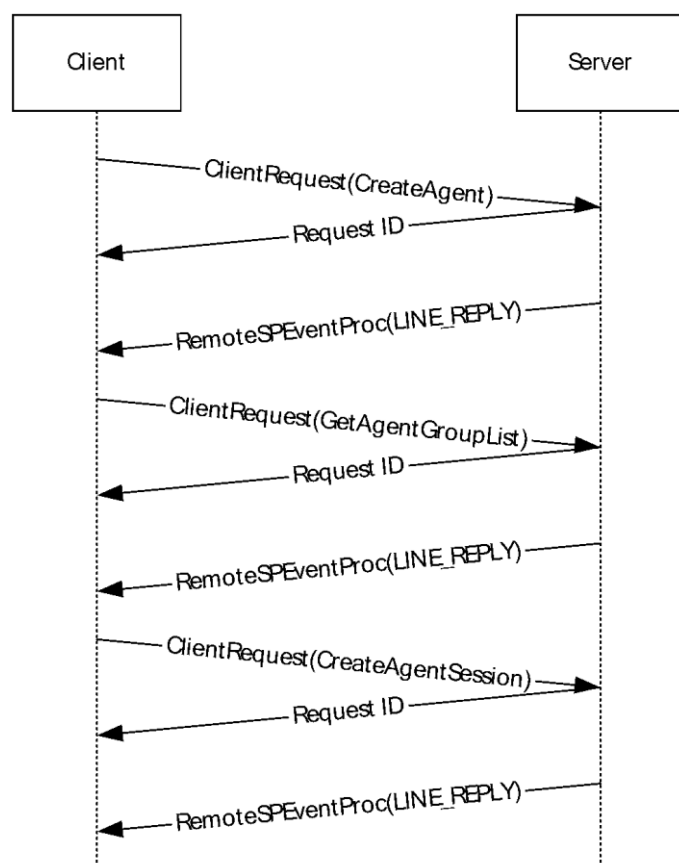 Client
Server
ClientRequest(CreateAgent)
Request ID
RemoteSPEventProc(LINE_REPLY)
ClientRequest(GetAgentGroupList)
Request ID
RemoteSPEventProc(LINE_REPLY)
ClientRequest(CreateAgentSession)
Request ID
RemoteSPEventProc(LINE_REPLY)